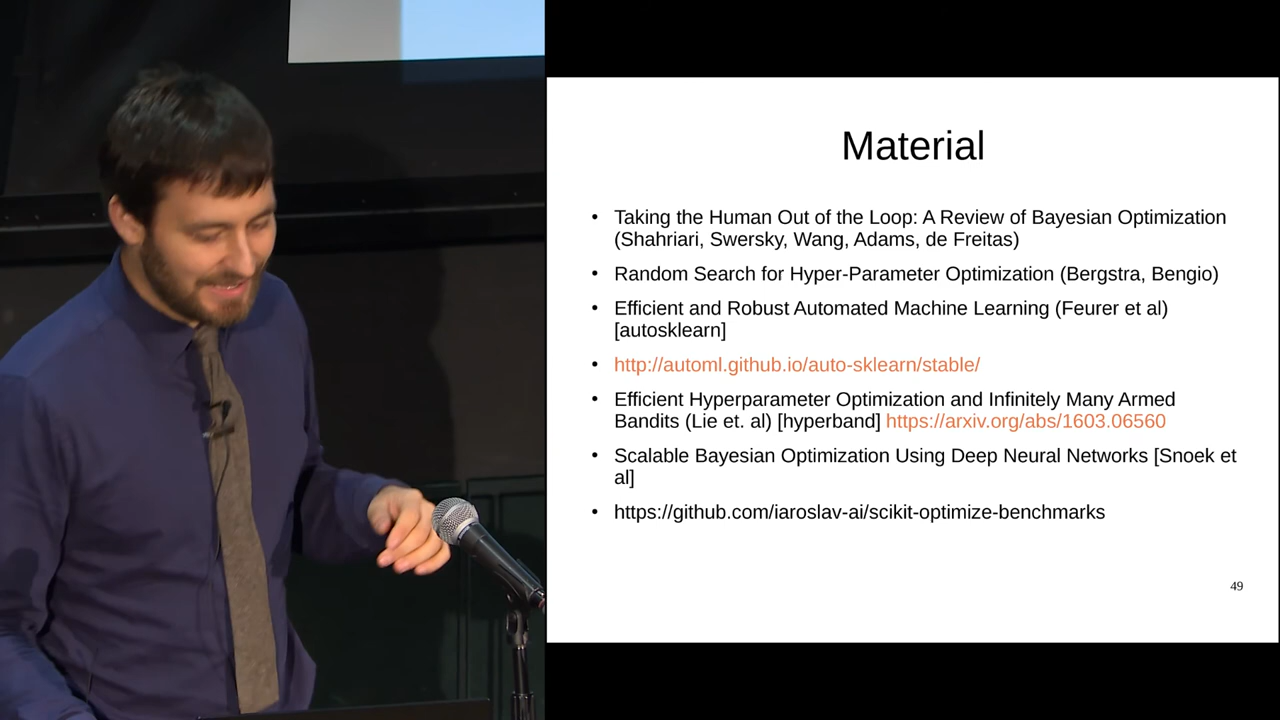 Material
• Taking the Human Out of the Loop: A Review of Bayesian Optimization
(Shahriari, Swersky, Wang, Adams, de Freitas)
• Random Search for Hyper-Parameter Optimization (Bergstra, Bengio)
• Efficient and Robust Automated Machine Learning (Feurer et al)
[autosklearn]
• http://automl.github.io/auto-sklearn/stable/
• Efficient Hyperparameter Optimization and Infinitely Many Armed
Bandits (Lie et. al) [hyperband] https://arxiv.org/abs/1603.06560
• Scalable Bayesian Optimization Using Deep Neural Networks [Snoek et
al]
• https://github.com/iaroslav-ai/scikit-optimize-benchmarks
49